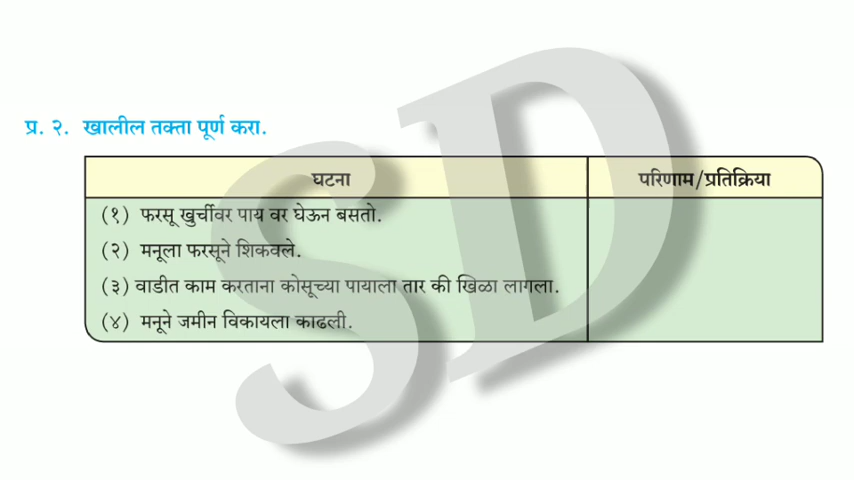 प्र. २. खालील तक्ता पूर्ण करा.
घटना परिणाम/प्रतिक्रिया
(१) फरसू खुर्चीवर पाय वर घेऊन बसतो.
(२) मनूला फरसूने शिकवले.
(३) वाडीत काम करताना कोसूच्या पायाला तार की खिळा लागला.
(४) मनूने जमीन विकायला काढली.
SD